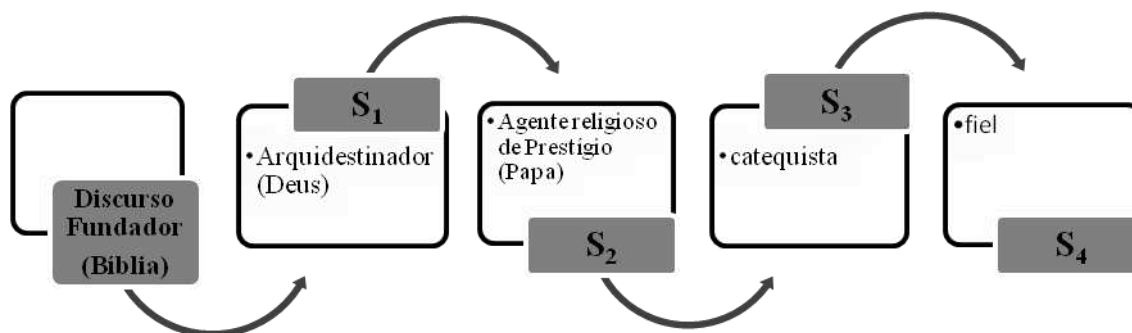 Discurso
Fundador
(Bíblia)
S1
• Arquidestinador
(Deus)
• Agente religioso
de Prestígio
(Papa)
S2
S3
• catequista
• fiel
S4